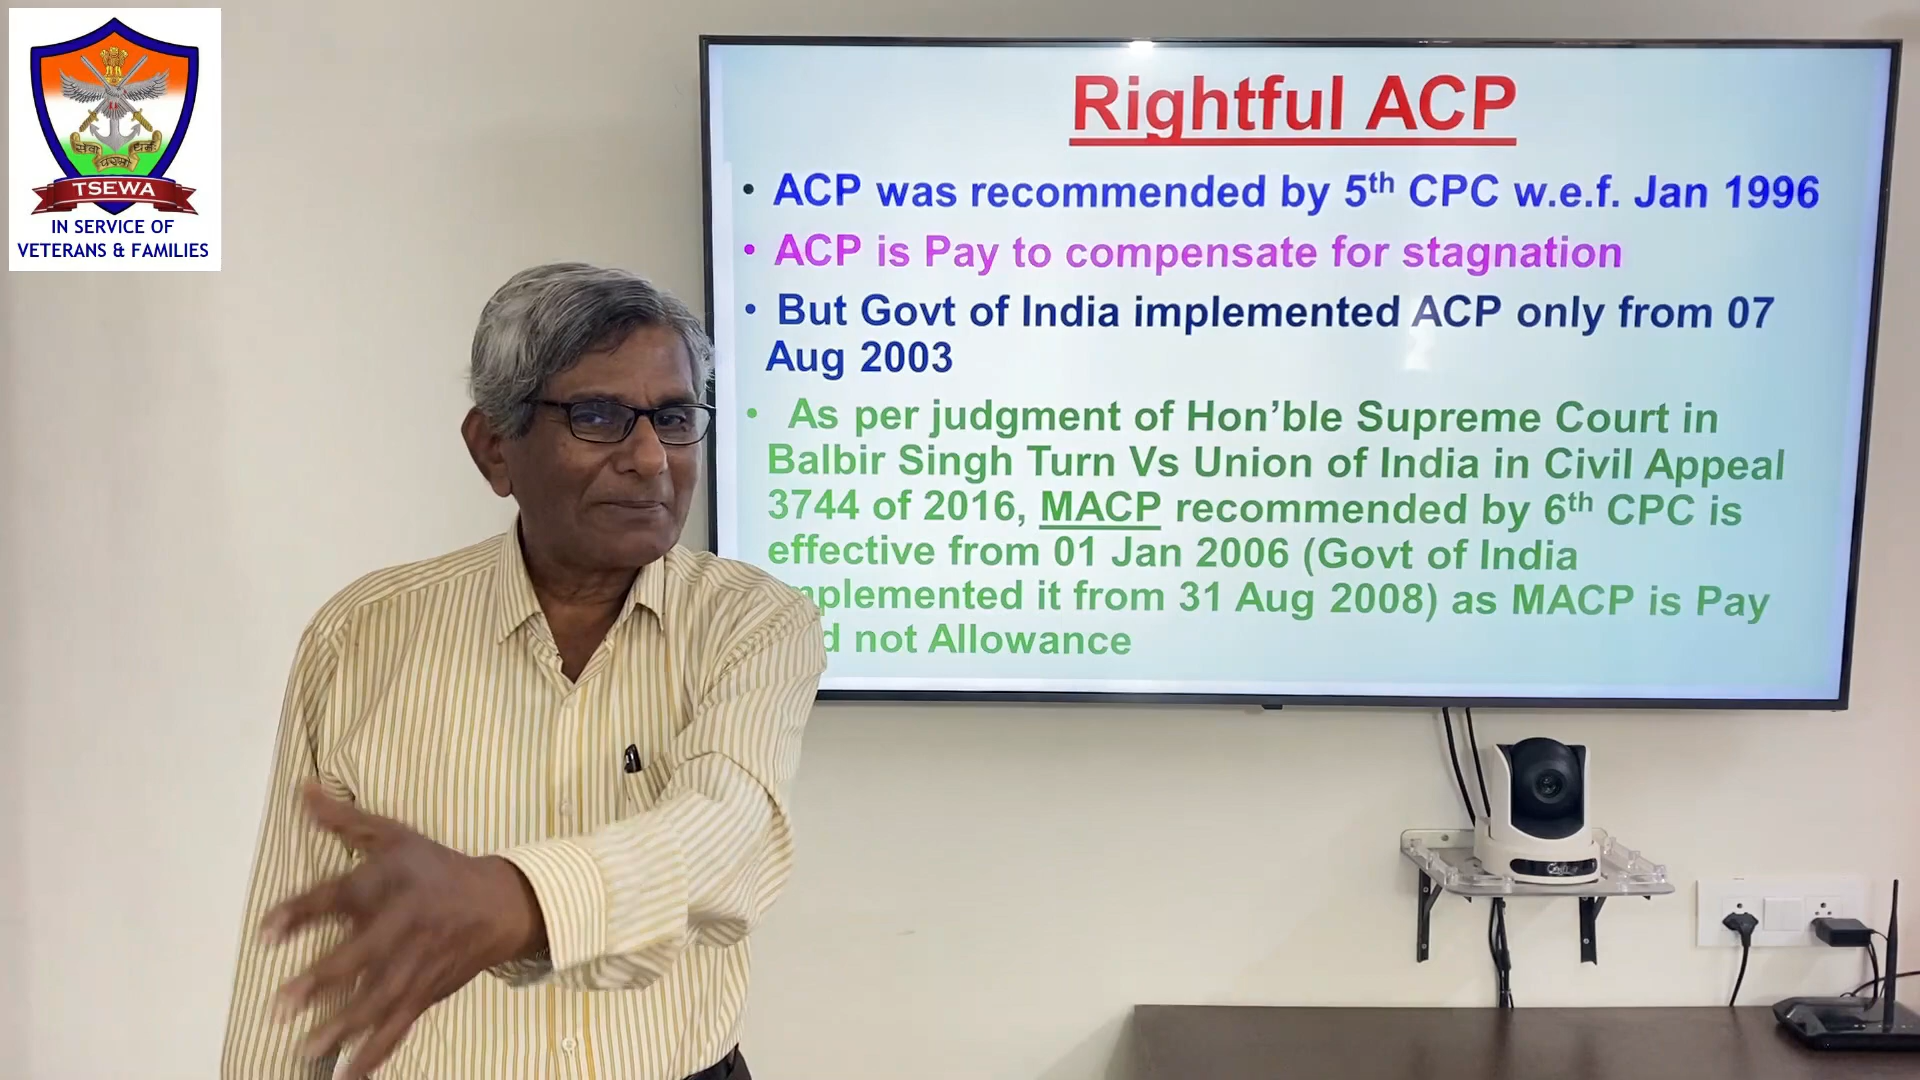 सेवा
धर्मः
परमो
TSEWA
IN SERVICE OF
VETERANS & FAMILIES
Rightful ACP
• ACP was recommended by 5th CPC w.e.f. Jan 1996
• ACP is Pay to compensate for stagnation
• But Govt of India implemented ACP only from 07
Aug 2003
• As per judgment of Hon’ble Supreme Court in
Balbir Singh Turn Vs Union of India in Civil Appeal
3744 of 2016, MACP recommended by 6th CPC is
effective from 01 Jan 2006 (Govt of India
it from 31 Aug 2008) as MACP is Pay
not Allowance